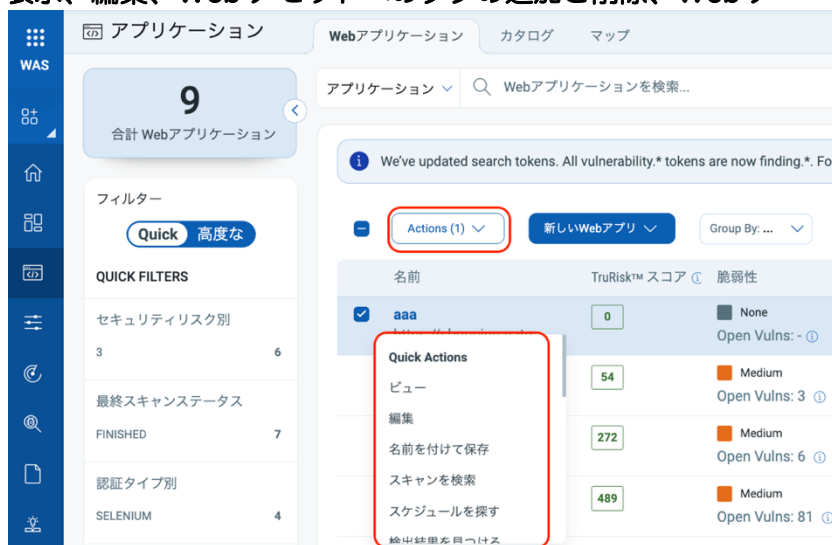 アプリケーション
Webアプリケーション カタログ マップ
WAS
9
合計 Webアプリケーション
アプリケーション Webアプリケーションを検索...
We've updated search tokens. All vulnerability.* tokens are now finding.*. Fo
フィルター
Quick 高度な
Actions (1) 新しいWebアプリ Group By: ...
QUICK FILTERS
名前 TruRisk™ スコア 脆弱性
セキュリティリスク別
3 6
aaa
0
None
Open Vulns: -
Quick Actions
ビュー
編集
名前を付けて保存
スキャンを検索
スケジュールを探す
検出結果を見つける
54
Medium
Open Vulns: 3
最終スキャンステータス
FINISHED 7
272
Medium
Open Vulns: 6
認証タイプ別
SELENIUM 4
489
Medium
Open Vulns: 81